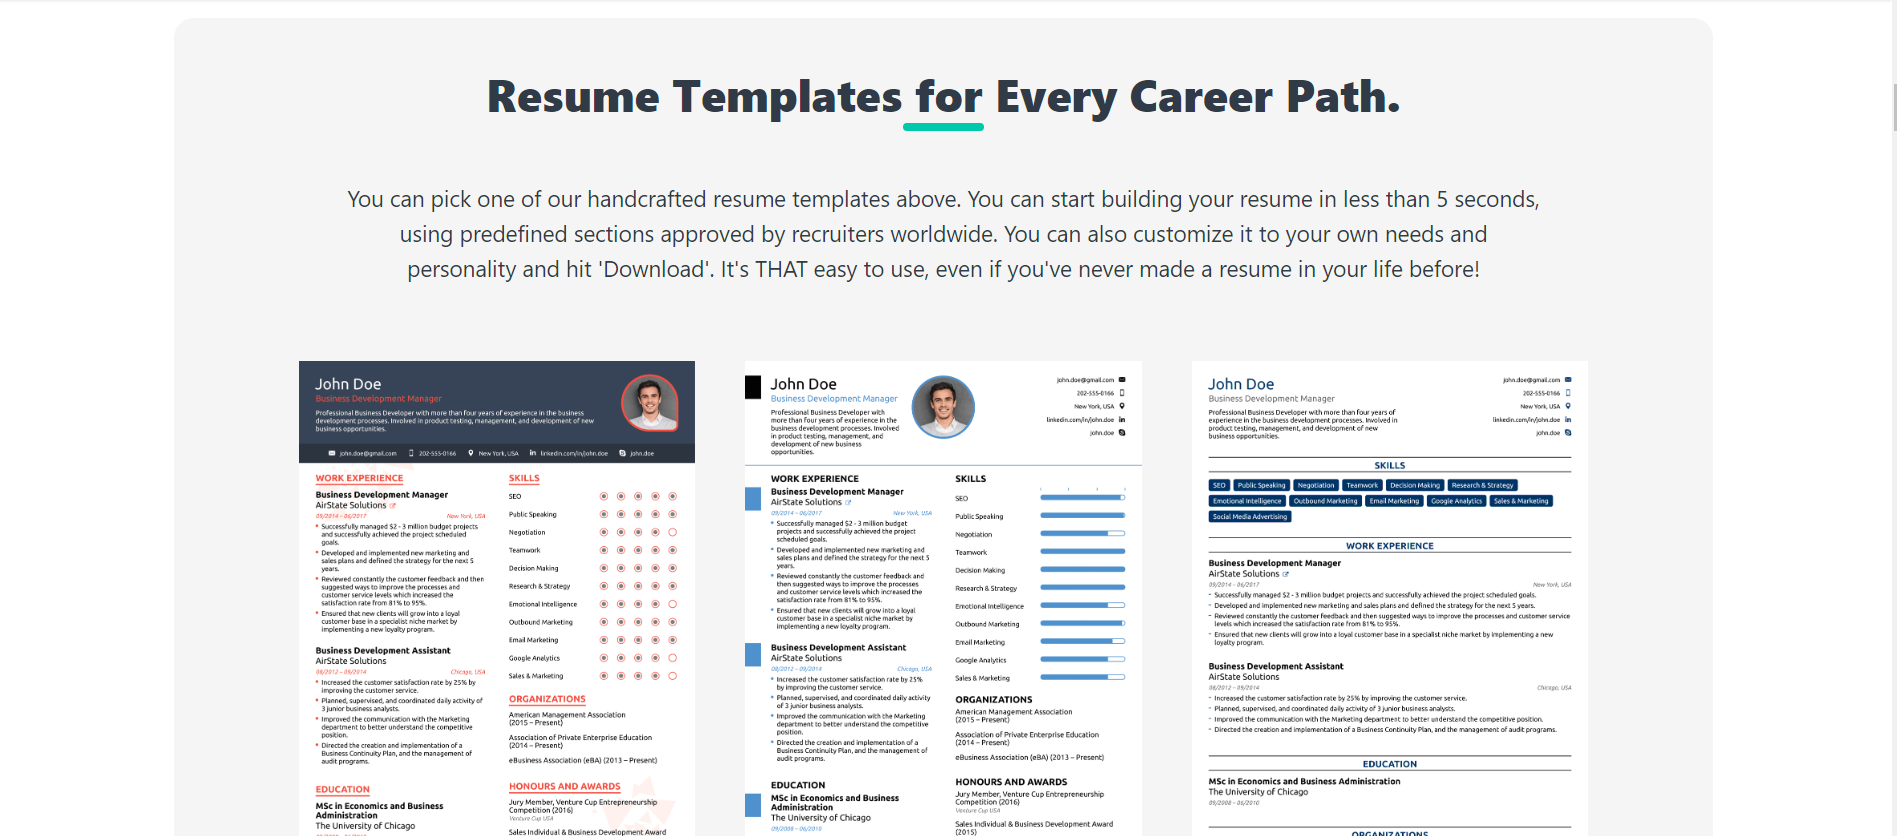 Resume Templates for Every Career Path.
You can pick one of our handcrafted resume templates above. You can start building your resume in less than 5 seconds,
using predefined sections approved by recruiters worldwide. You can also customize it to your own needs and
personality and hit 'Download'. It's THAT easy to use, even if you've never made a resume in your life before!
John Doe
Business Development Manager
Professional Business Developer with more than four years of experience in the business
development processes. Involved in product testing, management, and development of new
business opportunities.
john.doe@gmail.com 202-555-0166 New York, USA linkedin.com/in/john.doe john.doe
WORK EXPERIENCE
Business Development Manager
AirState Solutions
09/2014 – 06/2017 New York, USA
Successfully managed $2 - 3 million budget projects
and successfully achieved the project scheduled
goals.
Developed and implemented new marketing and
sales plans and defined the strategy for the next 5
years.
Reviewed constantly the customer feedback and then
suggested ways to improve the processes and
customer service levels which increased the
satisfaction rate from 81% to 95%.
Ensured that new clients will grow into a loyal
customer base in a specialist niche market by
implementing a new loyalty program.
Business Development Assistant
AirState Solutions
08/2012 – 09/2014 Chicago, USA
Increased the customer satisfaction rate by 25% by
improving the customer service.
Planned, supervised, and coordinated daily activity of
3 junior business analysts.
Improved the communication with the Marketing
department to better understand the competitive
position.
Directed the creation and implementation of a
Business Continuity Plan, and the management of
audit programs.
EDUCATION
MSc in Economics and Business
Administration
The University of Chicago
SKILLS
SEO
Public Speaking
Negotiation
Teamwork
Decision Making
Research & Strategy
Emotional Intelligence
Outbound Marketing
Email Marketing
Google Analytics
Sales & Marketing
ORGANIZATIONS
American Management Association
(2015 – Present)
Association of Private Enterprise Education
(2014 – Present)
eBusiness Association (eBA) (2013 – Present)
HONOURS AND AWARDS
Jury Member, Venture Cup Entrepreneurship
Competition (2016)
Venture Cup USA
Sales Individual & Business Development Award
John Doe
Business Development Manager
Professional Business Developer with
more than four years of experience in the
business development processes. Involved
in product testing, management, and
development of new business
opportunities.
john.doe@gmail.com
202-555-0166
New York, USA
linkedin.com/in/john.doe
john.doe
WORK EXPERIENCE
Business Development Manager
AirState Solutions
09/2014 – 06/2017 New York, USA
Successfully managed $2 - 3 million budget
projects and successfully achieved the project
scheduled goals.
Developed and implemented new marketing and
sales plans and defined the strategy for the next 5
years.
Reviewed constantly the customer feedback and
then suggested ways to improve the processes
and customer service levels which increased the
satisfaction rate from 81% to 95%.
Ensured that new clients will grow into a loyal
customer base in a specialist niche market by
implementing a new loyalty program.
Business Development Assistant
AirState Solutions
08/2012 – 09/2014 Chicago, USA
Increased the customer satisfaction rate by 25%
by improving the customer service.
Planned, supervised, and coordinated daily activity
of 3 junior business analysts.
Improved the communication with the Marketing
department to better understand the competitive
position.
Directed the creation and implementation of a
Business Continuity Plan, and the management of
audit programs.
EDUCATION
MSc in Economics and Business
Administration
The University of Chicago
09/2008 – 06/2010
SKILLS
SEO
Public Speaking
Negotiation
Teamwork
Decision Making
Research & Strategy
Emotional Intelligence
Outbound Marketing
Email Marketing
Google Analytics
Sales & Marketing
ORGANIZATIONS
American Management Association
(2015 – Present)
Association of Private Enterprise Education
(2014 – Present)
eBusiness Association (eBA) (2013 – Present)
HONOURS AND AWARDS
Jury Member, Venture Cup Entrepreneurship
Competition (2016)
Venture Cup USA
Sales Individual & Business Development Award
(2015)
John Doe
Business Development Manager
Professional Business Developer with more than four years of
experience in the business development processes. Involved in
product testing, management, and development of new
business opportunities.
john.doe@gmail.com
202-555-0166
New York, USA
linkedin.com/in/john.doe
john.doe
SKILLS
SEO Public Speaking Negotiation Teamwork Decision Making Research & Strategy
Emotional Intelligence Outbound Marketing Email Marketing Google Analytics Sales & Marketing
Social Media Advertising
WORK EXPERIENCE
Business Development Manager
AirState Solutions
09/2014 – 06/2017 New York, USA
Successfully managed $2 - 3 million budget projects and successfully achieved the project scheduled goals.
Developed and implemented new marketing and sales plans and defined the strategy for the next 5 years.
Reviewed constantly the customer feedback and then suggested ways to improve the processes and customer service
levels which increased the satisfaction rate from 81% to 95%.
Ensured that new clients will grow into a loyal customer base in a specialist niche market by implementing a new
loyalty program.
Business Development Assistant
AirState Solutions
08/2012 – 09/2014 Chicago, USA
Increased the customer satisfaction rate by 25% by improving the customer service.
Planned, supervised, and coordinated daily activity of 3 junior business analysts.
Improved the communication with the Marketing department to better understand the competitive position.
Directed the creation and implementation of a Business Continuity Plan, and the management of audit programs.
EDUCATION
MSc in Economics and Business Administration
The University of Chicago
09/2008 – 06/2010
ORGANIZATIONS